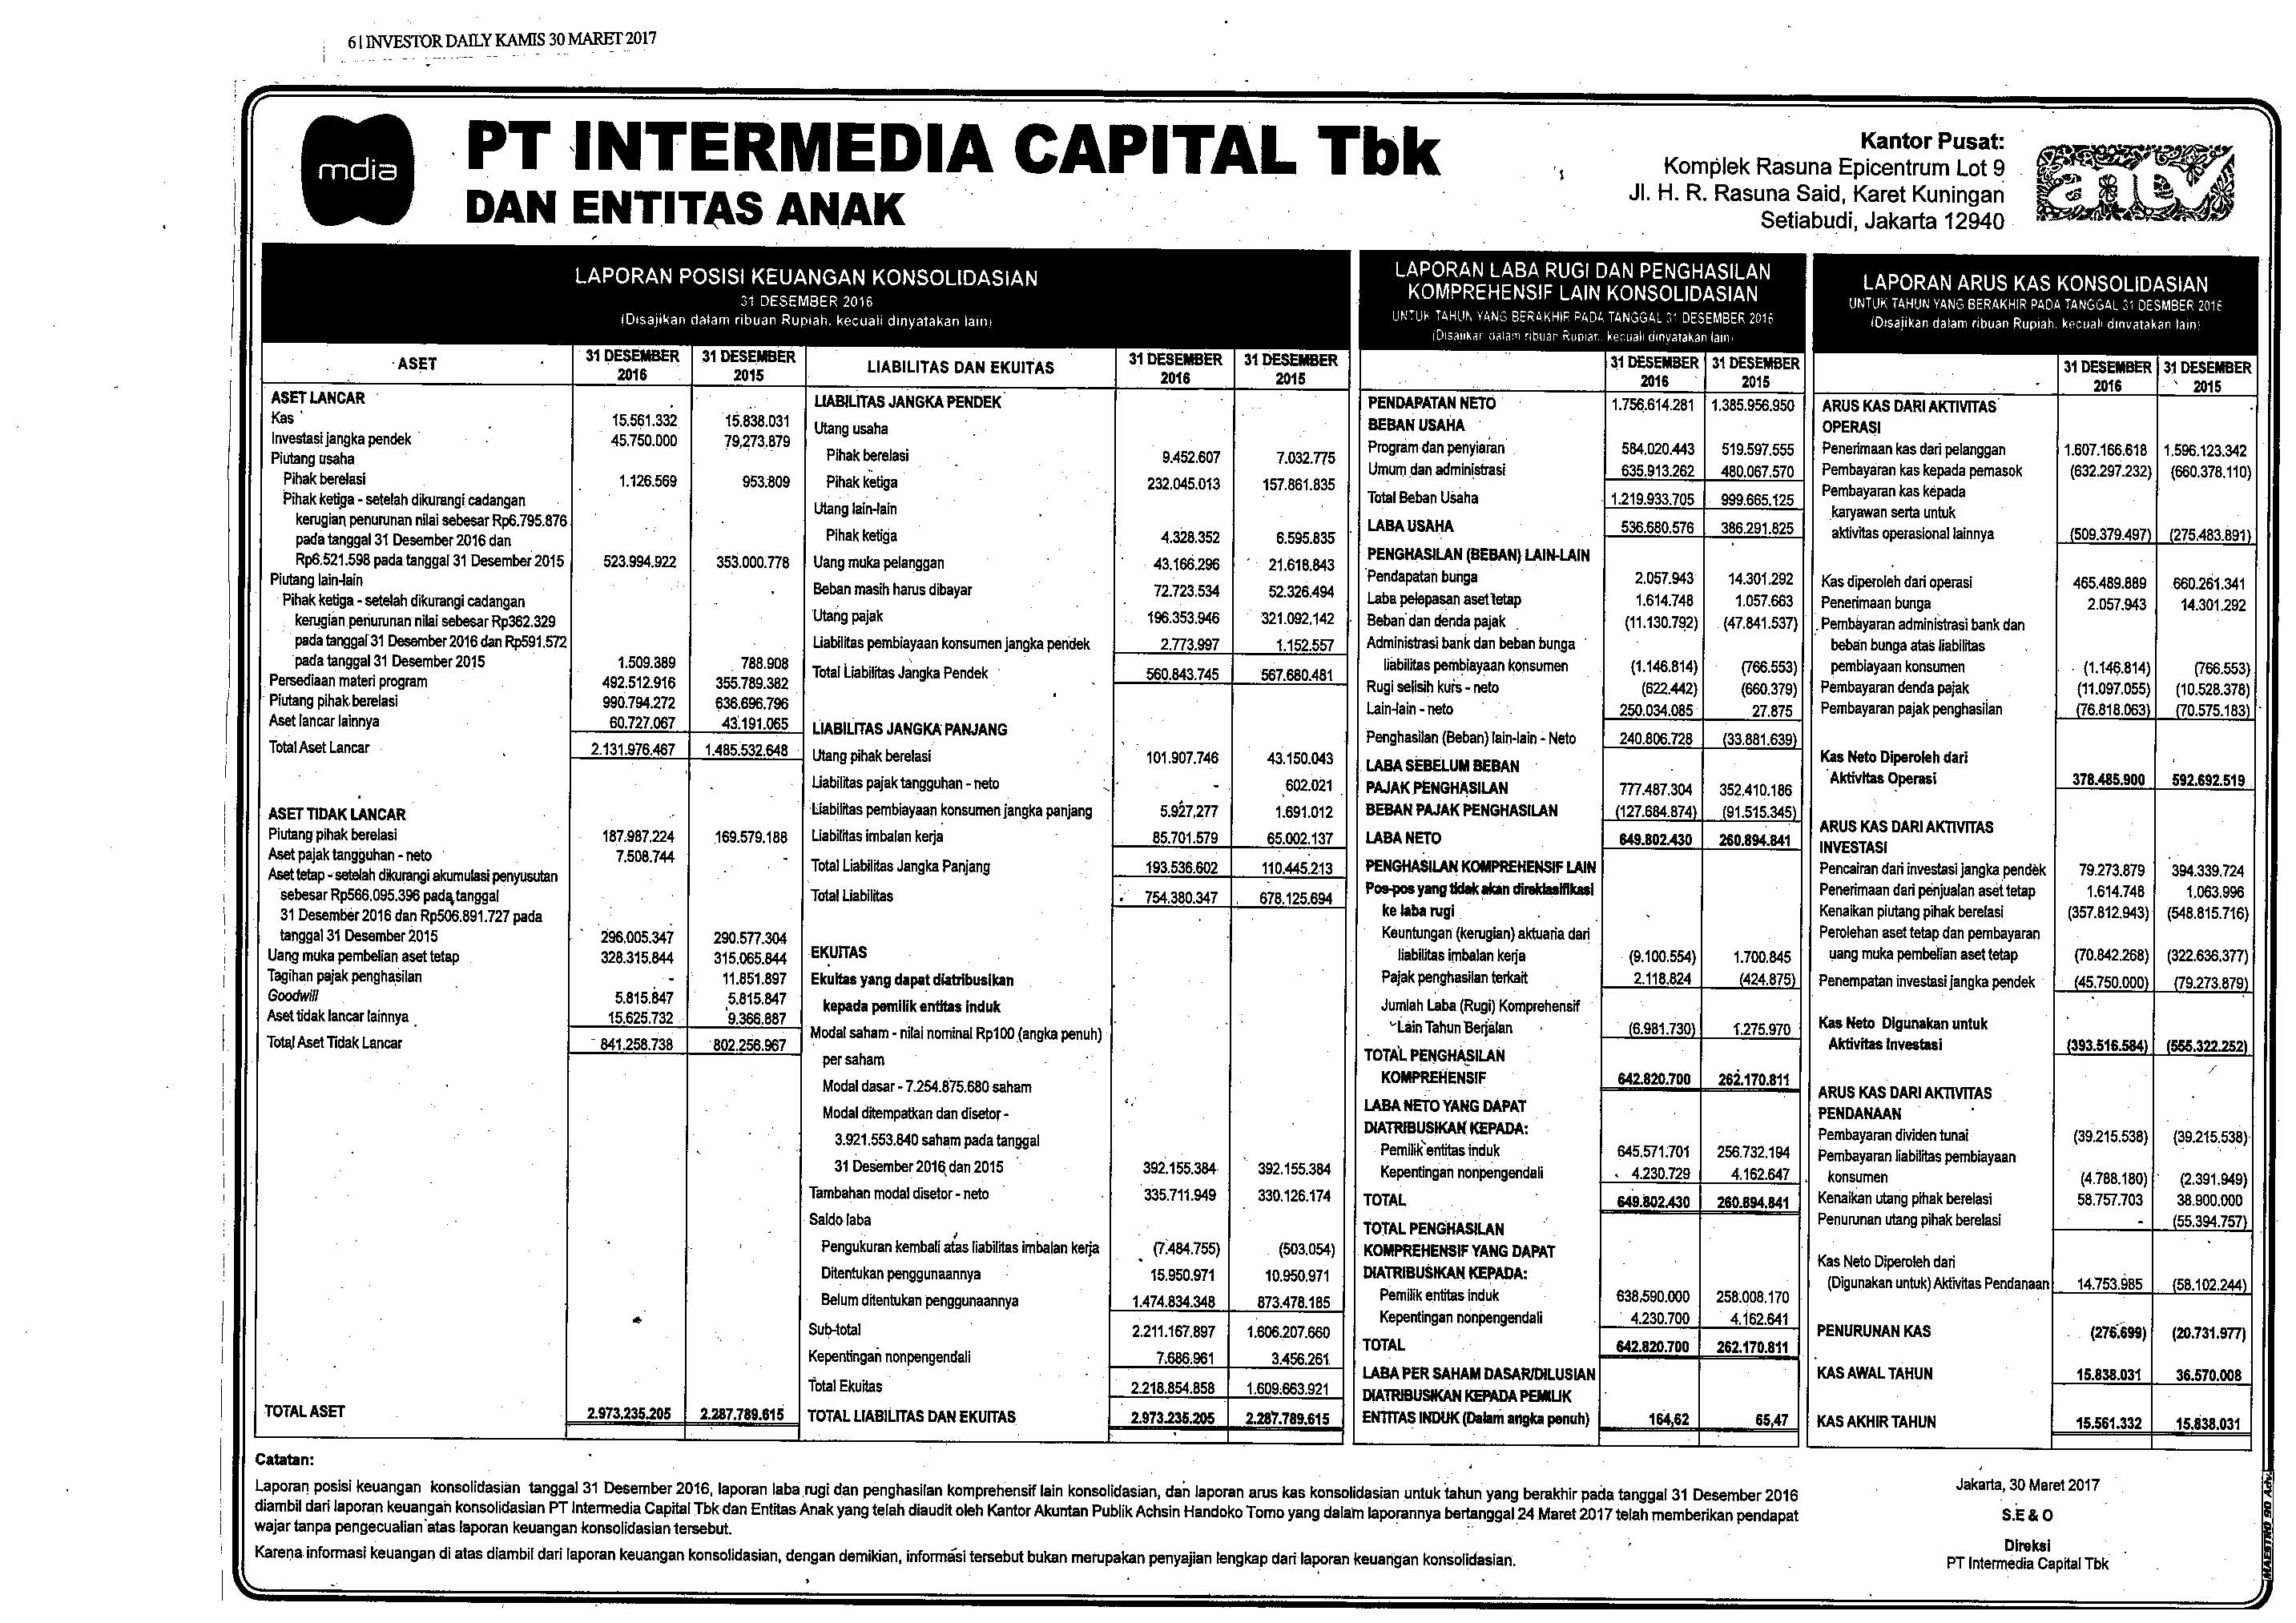 6 | INVESTOR DAILY KAMIS 30 MARET 2017
mdia
PT INTERMEDIA CAPITAL Tbk
DAN ENTITAS ANAK
Kantor Pusat:
Komplek Rasuna Epicentrum Lot 9
Jl. H. R. Rasuna Said, Karet Kuningan
Setiabudi, Jakarta 12940
antv
LAPORAN POSISI KEUANGAN KONSOLIDASIAN
31 DESEMBER 2016
(Disajikan dalam ribuan Rupiah, kecuali dinyatakan lain)
ASET 31 DESEMBER 2016 31 DESEMBER 2015
ASET LANCAR
Kas 15.561.332 15.838.031
Investasi jangka pendek 45.750.000 79,273.879
Piutang usaha
Pihak berelasi 1.126.569 953.809
Pihak ketiga - setelah dikurangi cadangan
kerugian penurunan nilai sebesar Rp6.795.876
pada tanggal 31 Desember 2016 dan
Rp6.521.598 pada tanggal 31 Desember 2015 523.994.922 353.000.778
Piutang lain-lain
Pihak ketiga - setelah dikurangi cadangan
kerugian penurunan nilai sebesar Rp362.329
pada tanggal 31 Desember 2016 dan Rp591.572
pada tanggal 31 Desember 2015 1.509.389 788.908
Persediaan materi program 492.512.916 355.789.382
Piutang pihak berelasi 990.794.272 636.696.796
Aset lancar lainnya 60.727.067 43.191.065
Total Aset Lancar 2.131.976.467 1.485.532.648
ASET TIDAK LANCAR
Piutang pihak berelasi 187.987.224 169.579.188
Aset pajak tangguhan - neto 7.508.744 -
Aset tetap - setelah dikurangi akumulasi penyusutan
sebesar Rp566.095.396 pada tanggal
31 Desember 2016 dan Rp506.891.727 pada
tanggal 31 Desember 2015 296.005.347 290.577.304
Uang muka pembelian aset tetap 328.315.844 315.065.844
Tagihan pajak penghasilan - 11.851.897
Goodwill 5.815.847 5.815.847
Aset tidak lancar lainnya 15.625.732 9.366.887
Total Aset Tidak Lancar 841.258.738 802.256.967
TOTAL ASET 2.973.235.205 2.287.789.615
LIABILITAS DAN EKUITAS 31 DESEMBER 2016 31 DESEMBER 2015
LIABILITAS JANGKA PENDEK
Utang usaha
Pihak berelasi 9.452.607 7.032.775
Pihak ketiga 232.045.013 157.861.835
Utang lain-lain
Pihak ketiga 4.328.352 6.595.835
Uang muka pelanggan 43.166.296 21.618.843
Beban masih harus dibayar 72.723.534 52.326.494
Utang pajak 196.353.946 321.092.142
Liabilitas pembiayaan konsumen jangka pendek 2.773.997 1.152.557
Total Liabilitas Jangka Pendek 560.843.745 567.680.481
LIABILITAS JANGKA PANJANG
Utang pihak berelasi 101.907.746 43.150.043
Liabilitas pajak tangguhan - neto - 602.021
Liabilitas pembiayaan konsumen jangka panjang 5.927,277 1.691.012
Liabilitas imbalan kerja 85.701.579 65.002.137
Total Liabilitas Jangka Panjang 193.536.602 110.445.213
Total Liabilitas 754.380.347 678.125.694
EKUITAS
Ekuitas yang dapat diatribusikan
kepada pemilik entitas induk
Modal saham - nilai nominal Rp100 (angka penuh)
per saham
Modal dasar - 7.254.875.680 saham
Modal ditempatkan dan disetor -
3.921.553.840 saham pada tanggal
31 Desember 2016 dan 2015 392.155.384 392.155.384
Tambahan modal disetor - neto 335.711.949 330.126.174
Saldo laba
Pengukuran kembali atas liabilitas imbalan kerja (7.484.755) (503.054)
Ditentukan penggunaannya 15.950.971 10.950.971
Belum ditentukan penggunaannya 1.474.834.348 873.478.185
Sub-total 2.211.167.897 1.606.207.660
Kepentingan nonpengendali 7.686.961 3.456.261
Total Ekuitas 2.218.854.858 1.609.663.921
TOTAL LIABILITAS DAN EKUITAS 2.973.235.205 2.287.789.615
LAPORAN LABA RUGI DAN PENGHASILAN
KOMPREHENSIF LAIN KONSOLIDASIAN
UNTUK TAHUN YANG BERAKHIR PADA TANGGAL 31 DESEMBER 2016
(Disajikan dalam ribuan Rupiah, kecuali dinyatakan lain)
31 DESEMBER 2016 31 DESEMBER 2015
PENDAPATAN NETO 1.756.614.281 1.385.956.950
BEBAN USAHA
Program dan penyiaran 584.020.443 519.597.555
Umum dan administrasi 635.913.262 480.067.570
Total Beban Usaha 1.219.933.705 999.665.125
LABA USAHA 536.680.576 386.291.825
PENGHASILAN (BEBAN) LAIN-LAIN
Pendapatan bunga 2.057.943 14.301.292
Laba pelepasan aset tetap 1.614.748 1.057.663
Beban dan denda pajak (11.130.792) (47.841.537)
Administrasi bank dan beban bunga
liabilitas pembiayaan konsumen (1.146.814) (766.553)
Rugi selisih kurs - neto (622.442) (660.379)
Lain-lain - neto 250.034.085 27.875
Penghasilan (Beban) lain-lain - Neto 240.806.728 (33.881.639)
LABA SEBELUM BEBAN
PAJAK PENGHASILAN 777.487.304 352.410.186
BEBAN PAJAK PENGHASILAN (127.684.874) (91.515.345)
LABA NETO 649.802.430 260.894.841
PENGHASILAN KOMPREHENSIF LAIN
Pos-pos yang tidak akan direklasifikasi
ke laba rugi
Keuntungan (kerugian) aktuaria dari
liabilitas imbalan kerja (9.100.554) 1.700.845
Pajak penghasilan terkait 2.118.824 (424.875)
Jumlah Laba (Rugi) Komprehensif
Lain Tahun Berjalan (6.981.730) 1.275.970
TOTAL PENGHASILAN
KOMPREHENSIF 642.820.700 262.170.811
LABA NETO YANG DAPAT
DIATRIBUSIKAN KEPADA:
Pemilik entitas induk 645.571.701 256.732.194
Kepentingan nonpengendali 4.230.729 4.162.647
TOTAL 649.802.430 260.894.841
TOTAL PENGHASILAN
KOMPREHENSIF YANG DAPAT
DIATRIBUSIKAN KEPADA:
Pemilik entitas induk 638,590.000 258.008.170
Kepentingan nonpengendali 4.230.700 4.162.641
TOTAL 642.820.700 262.170.811
LABA PER SAHAM DASAR/DILUSIAN
DIATRIBUSIKAN KEPADA PEMILIK
ENTITAS INDUK (Dalam angka penuh) 164,62 65,47
LAPORAN ARUS KAS KONSOLIDASIAN
UNTUK TAHUN YANG BERAKHIR PADA TANGGAL 31 DESMBER 2016
(Disajikan dalam ribuan Rupiah, kecuali dinyatakan lain)
31 DESEMBER 2016 31 DESEMBER 2015
ARUS KAS DARI AKTIVITAS
OPERASI
Penerimaan kas dari pelanggan 1.607.166.618 1.596.123.342
Pembayaran kas kepada pemasok (632.297.232) (660.378.110)
Pembayaran kas kepada
karyawan serta untuk
aktivitas operasional lainnya (509.379.497) (275.483.891)
Kas diperoleh dari operasi 465.489.889 660.261.341
Penerimaan bunga 2.057.943 14.301.292
Pembayaran administrasi bank dan
beban bunga atas liabilitas
pembiayaan konsumen (1.146.814) (766.553)
Pembayaran denda pajak (11.097.055) (10.528.378)
Pembayaran pajak penghasilan (76.818.063) (70.575.183)
Kas Neto Diperoleh dari
Aktivitas Operasi 378.485.900 592.692.519
ARUS KAS DARI AKTIVITAS
INVESTASI
Pencairan dari investasi jangka pendek 79.273.879 394.339.724
Penerimaan dari penjualan aset tetap 1.614.748 1.063.996
Kenaikan piutang pihak berelasi (357.812.943) (548.815.716)
Perolehan aset tetap dan pembayaran
uang muka pembelian aset tetap (70.842.268) (322.636.377)
Penempatan investasi jangka pendek (45.750.000) (79.273.879)
Kas Neto Digunakan untuk
Aktivitas Investasi (393.516.584) (555.322.252)
ARUS KAS DARI AKTIVITAS
PENDANAAN
Pembayaran dividen tunai (39.215.538) (39.215.538)
Pembayaran liabilitas pembiayaan
konsumen (4.788.180) (2.391.949)
Kenaikan utang pihak berelasi 58.757.703 38.900.000
Penurunan utang pihak berelasi - (55.394.757)
Kas Neto Diperoleh dari
(Digunakan untuk) Aktivitas Pendanaan 14.753.985 (58.102.244)
PENURUNAN KAS (276.699) (20.731.977)
KAS AWAL TAHUN 15.838.031 36.570.008
KAS AKHIR TAHUN 15.561.332 15.838.031
Catatan:
Laporan posisi keuangan konsolidasian tanggal 31 Desember 2016, laporan laba rugi dan penghasilan komprehensif lain konsolidasian, dan laporan arus kas konsolidasian untuk tahun yang berakhir pada tanggal 31 Desember 2016
diambil dari laporan keuangan konsolidasian PT Intermedia Capital Tbk dan Entitas Anak yang telah diaudit oleh Kantor Akuntan Publik Achsin Handoko Tomo yang dalam laporannya bertanggal 24 Maret 2017 telah memberikan pendapat
wajar tanpa pengecualian atas laporan keuangan konsolidasian tersebut.
Karena informasi keuangan di atas diambil dari laporan keuangan konsolidasian, dengan demikian, informasi tersebut bukan merupakan penyajian lengkap dari laporan keuangan konsolidasian.
Jakarta, 30 Maret 2017
S.E & O
Direksi
PT Intermedia Capital Tbk
MAESTRO 90 Adv.